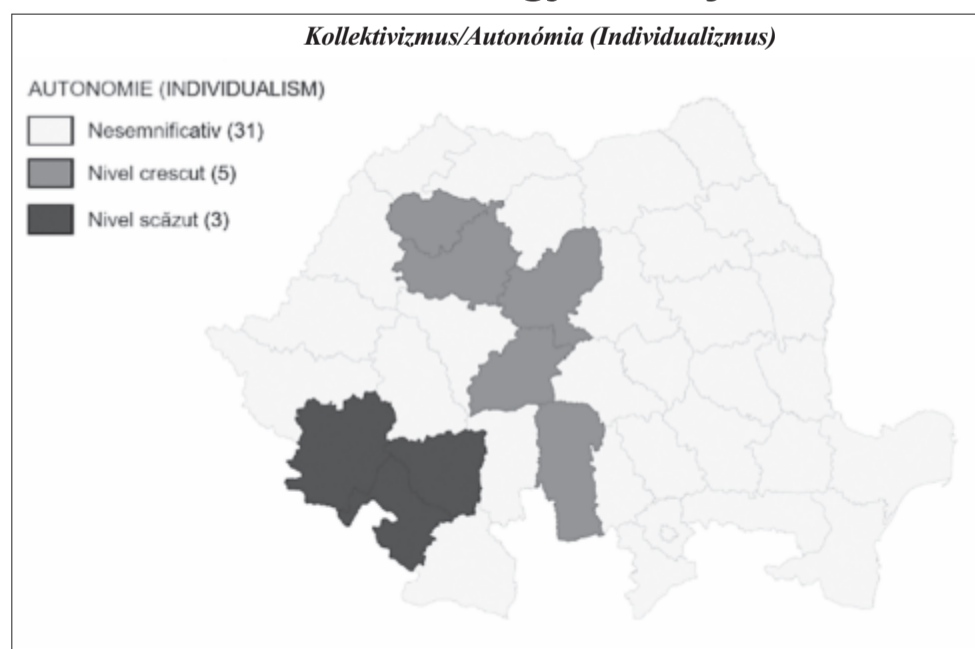 Kollektivizmus/Autonómia (Individualizmus)
AUTONOMIE (INDIVIDUALISM)
Nesemnificativ (31)
Nivel crescut (5)
Nivel scăzut (3)